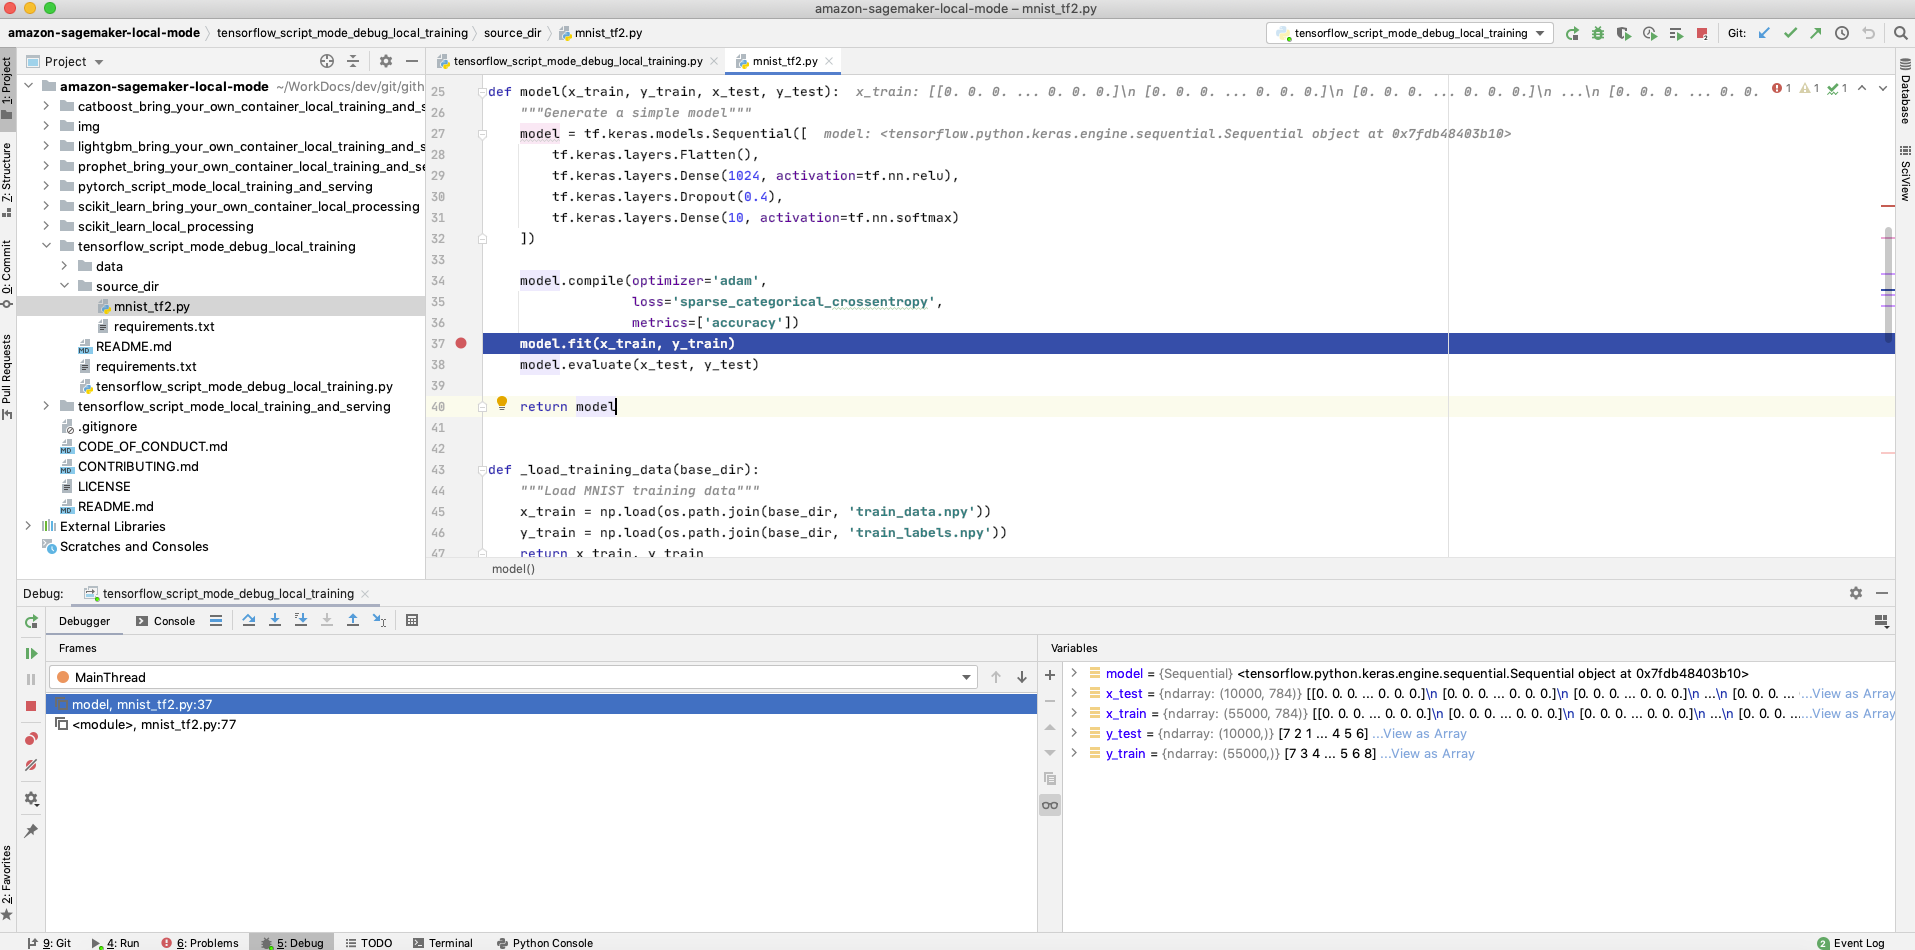 amazon-sagemaker-local-mode – mnist_tf2.py
amazon-sagemaker-local-mode tensorflow_script_mode_debug_local_training source_dir mnist_tf2.py
tensorflow_script_mode_debug_local_training Git:
Project
tensorflow_script_mode_debug_local_training.py
mnist_tf2.py
1: Project
Z: Structure
0: Commit
Pull Requests
2: Favorites
Database
SciView
amazon-sagemaker-local-mode ~/WorkDocs/dev/git/gith
catboost_bring_your_own_container_local_training_and_s
img
lightgbm_bring_your_own_container_local_training_and_s
prophet_bring_your_own_container_local_training_and_se
pytorch_script_mode_local_training_and_serving
scikit_learn_bring_your_own_container_local_processing
scikit_learn_local_processing
tensorflow_script_mode_debug_local_training
data
source_dir
mnist_tf2.py
requirements.txt
README.md
requirements.txt
tensorflow_script_mode_debug_local_training.py
tensorflow_script_mode_local_training_and_serving
.gitignore
CODE_OF_CONDUCT.md
CONTRIBUTING.md
LICENSE
README.md
External Libraries
Scratches and Consoles
25 def model(x_train, y_train, x_test, y_test): x_train: [[0. 0. 0. ... 0. 0. 0.]\n [0. 0. 0. ... 0. 0. 0.]\n [0. 0. 0. ... 0. 0. 0.]\n ...\n [0. 0. 0. ... 0. 0. 1 1 1
26 """Generate a simple model"""
27 model = tf.keras.models.Sequential([ model: <tensorflow.python.keras.engine.sequential.Sequential object at 0x7fdb48403b10>
28 tf.keras.layers.Flatten(),
29 tf.keras.layers.Dense(1024, activation=tf.nn.relu),
30 tf.keras.layers.Dropout(0.4),
31 tf.keras.layers.Dense(10, activation=tf.nn.softmax)
32 ])
33
34 model.compile(optimizer='adam',
35 loss='sparse_categorical_crossentropy',
36 metrics=['accuracy'])
37 model.fit(x_train, y_train)
38 model.evaluate(x_test, y_test)
39
40 return model
41
42
43 def _load_training_data(base_dir):
44 """Load MNIST training data"""
45 x_train = np.load(os.path.join(base_dir, 'train_data.npy'))
46 y_train = np.load(os.path.join(base_dir, 'train_labels.npy'))
47 return x_train, y_train
model()
Debug: tensorflow_script_mode_debug_local_training
Debugger Console
Frames
MainThread
model, mnist_tf2.py:37
<module>, mnist_tf2.py:77
Variables
model = {Sequential} <tensorflow.python.keras.engine.sequential.Sequential object at 0x7fdb48403b10>
x_test = {ndarray: (10000, 784)} [[0. 0. 0. ... 0. 0. 0.]\n [0. 0. 0. ... 0. 0. 0.]\n [0. 0. 0. ... 0. 0. 0.]\n ...\n [0. 0. 0. ... ...View as Array
x_train = {ndarray: (55000, 784)} [[0. 0. 0. ... 0. 0. 0.]\n [0. 0. 0. ... 0. 0. 0.]\n [0. 0. 0. ... 0. 0. 0.]\n ...\n [0. 0. 0. ......View as Array
y_test = {ndarray: (10000,)} [7 2 1 ... 4 5 6] ...View as Array
y_train = {ndarray: (55000,)} [7 3 4 ... 5 6 8] ...View as Array
9: Git 4: Run 6: Problems 5: Debug TODO Terminal Python Console 2 Event Log